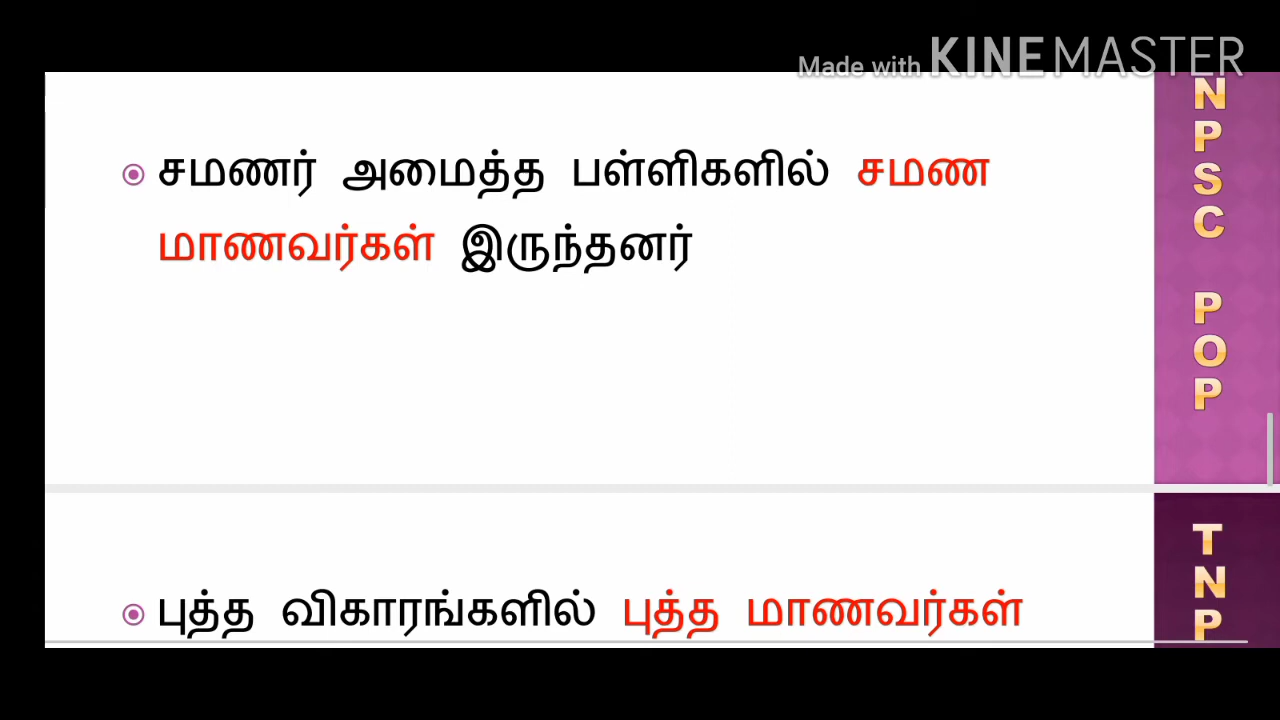 Made with KINEMASTER
சமணர் அமைத்த பள்ளிகளில் சமண
மாணவர்கள் இருந்தனர்
புத்த விகாரங்களில் புத்த மாணவர்கள்
NPSC POP
TNP